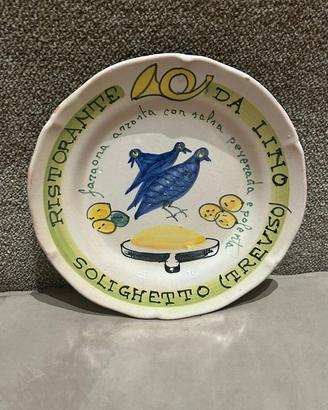 RISTORANTE DA LINO
faraona arrosta con salsa peverada e polenta
SOLIGHETTO (TREVISO)